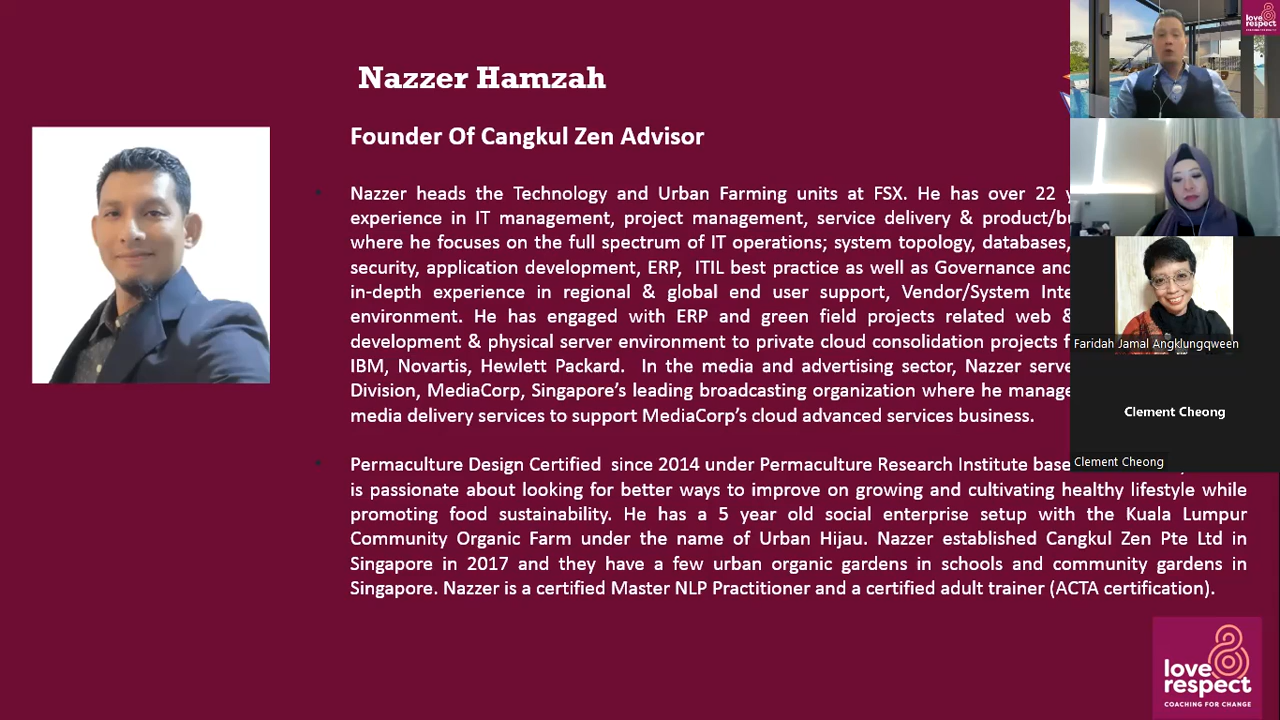 Nazzer Hamzah
Founder Of Cangkul Zen Advisor
Nazzer heads the Technology and Urban Farming units at FSX. He has over 22
experience in IT management, project management, service delivery &
where he focuses on the full spectrum of IT operations; system topology, databases,
security, application development, ERP, ITIL best practice as well as Governance and
in-depth experience in regional & global end user support, Vendor/System
environment. He has engaged with ERP and green field projects related web &
development & physical server environment to private cloud consolidation projects
IBM, Novartis, Hewlett Packard. In the media and advertising sector, Nazzer
Division, MediaCorp, Singapore's leading broadcasting organization where he
media delivery services to support MediaCorp's cloud advanced services business.
Permaculture Design Certified since 2014 under Permaculture Research Institute
is passionate about looking for better ways to improve on growing and cultivating healthy lifestyle while
promoting food sustainability. He has a 5 year old social enterprise setup with the Kuala Lumpur
Community Organic Farm under the name of Urban Hijau. Nazzer established Cangkul Zen Pte Ltd in
Singapore in 2017 and they have a few urban organic gardens in schools and community gardens in
Singapore. Nazzer is a certified Master NLP Practitioner and a certified adult trainer (ACTA certification).
love
respect
COACHING FOR CHANGE
Faridah Jamal Angklungqween
Clement Cheong
Clement Cheong
love
respect
COACHING FOR CHANGE